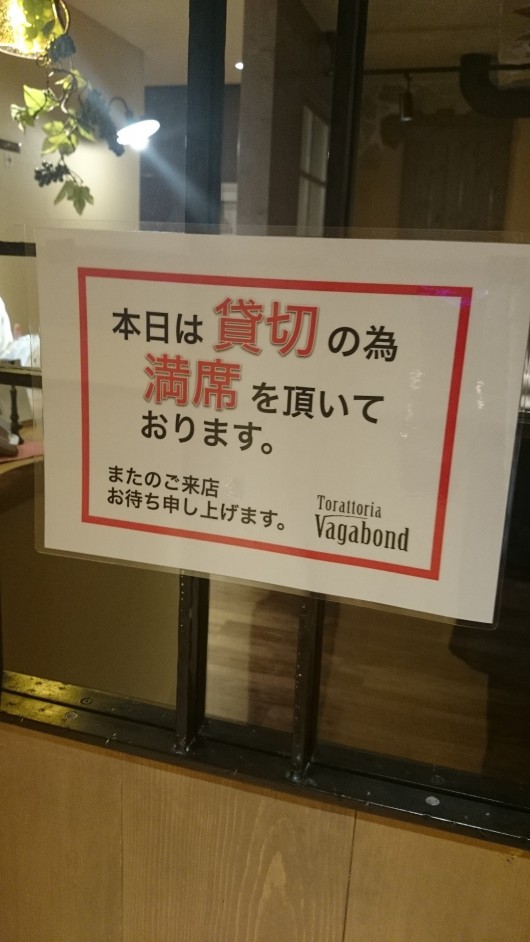 本日は 貸切 の為
満席 を頂いて
おります。
またのご来店
お待ち申し上げます。
Torattoria
Vagabond